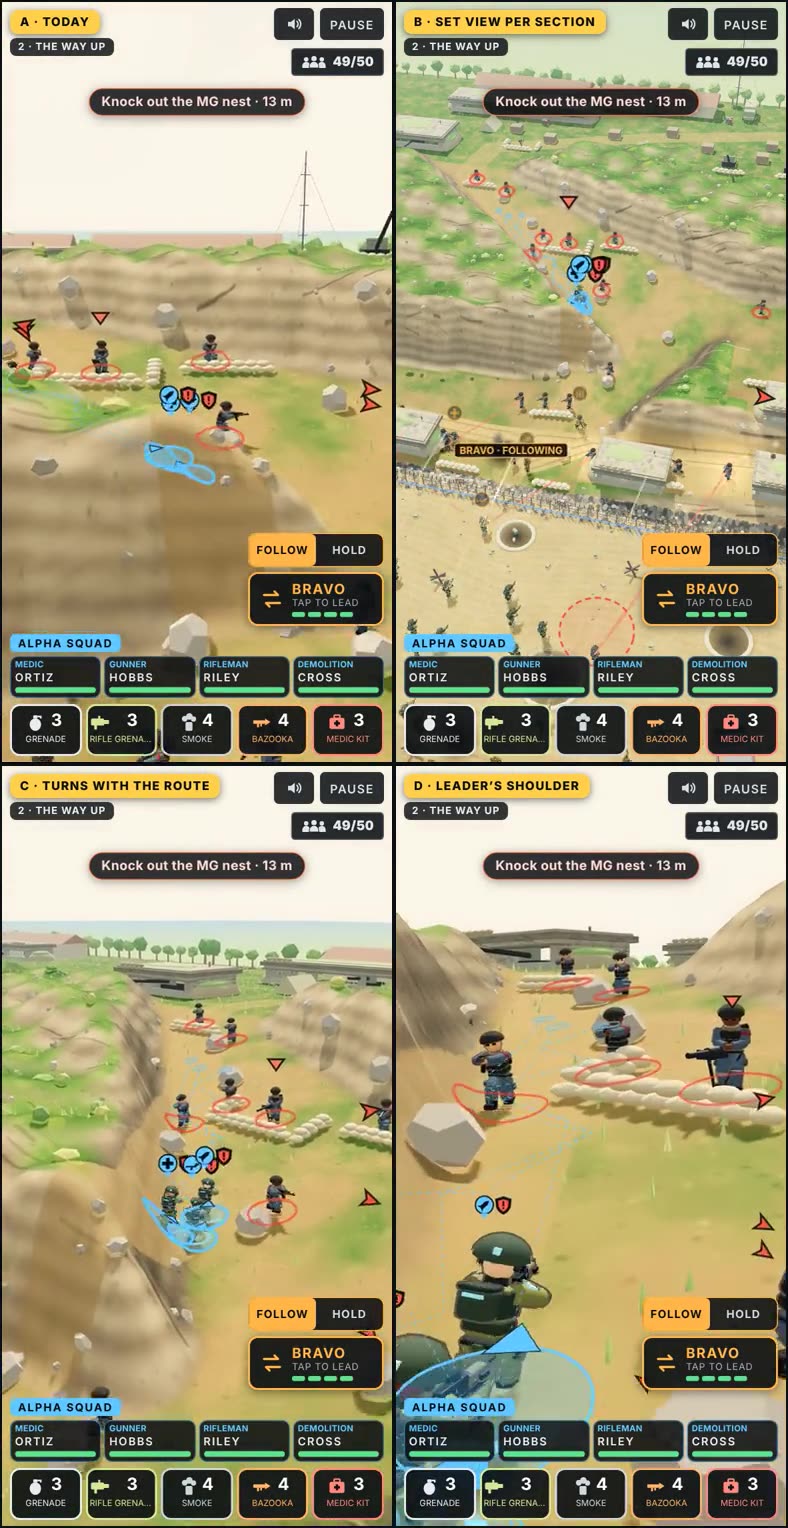 A · TODAY
PAUSE
2 · THE WAY UP
49/50
Knock out the MG nest · 13 m
FOLLOW HOLD
BRAVO
TAP TO LEAD
ALPHA SQUAD
MEDIC GUNNER RIFLEMAN DEMOLITION
ORTIZ HOBBS RILEY CROSS
3 3 4 4 3
GRENADE RIFLE GRENA... SMOKE BAZOOKA MEDIC KIT
B · SET VIEW PER SECTION
PAUSE
2 · THE WAY UP
49/50
Knock out the MG nest · 13 m
BRAVO · FOLLOWING
FOLLOW HOLD
BRAVO
TAP TO LEAD
ALPHA SQUAD
MEDIC GUNNER RIFLEMAN DEMOLITION
ORTIZ HOBBS RILEY CROSS
3 3 4 4 3
GRENADE RIFLE GRENA... SMOKE BAZOOKA MEDIC KIT
C · TURNS WITH THE ROUTE
PAUSE
2 · THE WAY UP
49/50
Knock out the MG nest · 13 m
FOLLOW HOLD
BRAVO
TAP TO LEAD
ALPHA SQUAD
MEDIC GUNNER RIFLEMAN DEMOLITION
ORTIZ HOBBS RILEY CROSS
3 3 4 4 3
GRENADE RIFLE GRENA... SMOKE BAZOOKA MEDIC KIT
D · LEADER’S SHOULDER
PAUSE
2 · THE WAY UP
49/50
Knock out the MG nest · 13 m
FOLLOW HOLD
BRAVO
TAP TO LEAD
ALPHA SQUAD
MEDIC GUNNER RIFLEMAN DEMOLITION
ORTIZ HOBBS RILEY CROSS
3 3 4 4 3
GRENADE RIFLE GRENA... SMOKE BAZOOKA MEDIC KIT